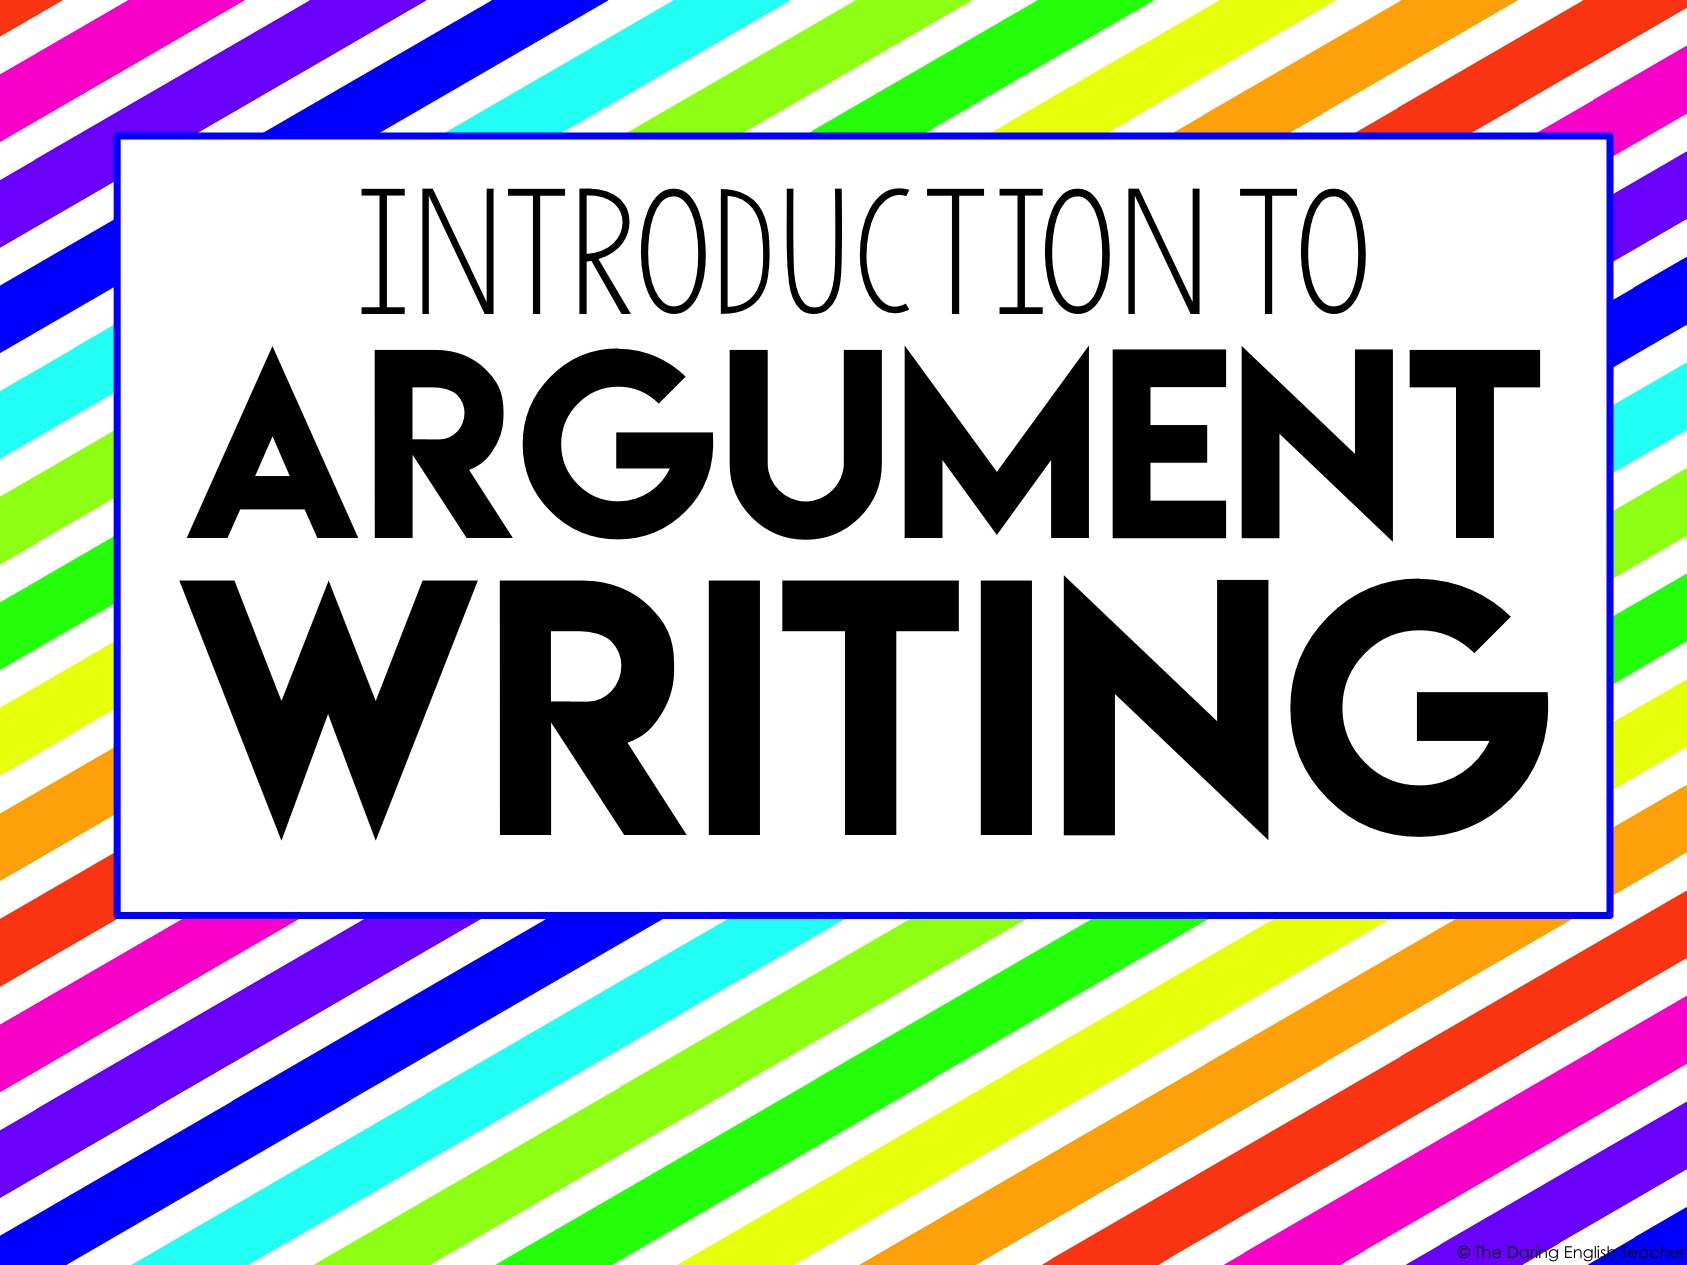 INTRODUCTION TO
ARGUMENT
WRITING
© The Daring English Teacher